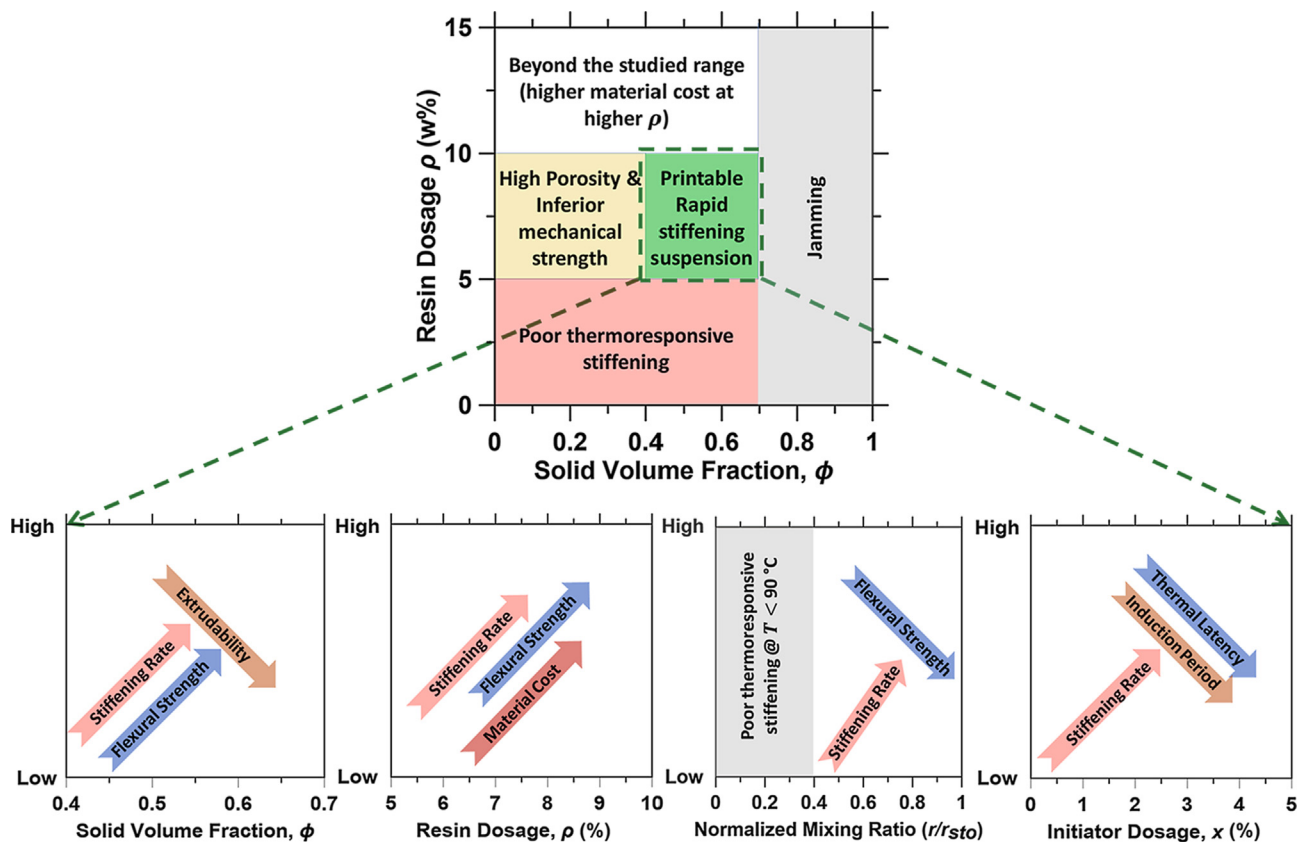 15
10
5
0
Resin Dosage ρ (w%)
Beyond the studied range
(higher material cost at
higher ρ)
High Porosity &
Inferior
mechanical
strength
Printable
Rapid
stiffening
suspension
Jamming
Poor thermoresponsive
stiffening
0 0.2 0.4 0.6 0.8 1
Solid Volume Fraction, ϕ
High
Low
Extrudability
Stiffening Rate
Flexural Strength
0.4 0.5 0.6 0.7
Solid Volume Fraction, ϕ
High
Low
Stiffening Rate
Flexural Strength
Material Cost
5 6 7 8 9 10
Resin Dosage, ρ (%)
High
Low
Poor thermoresponsive
stiffening @ T < 90 °C
Flexural Strength
Stiffening Rate
0 0.2 0.4 0.6 0.8 1
Normalized Mixing Ratio (r/rsto)
High
Low
Thermal Latency
Induction Period
Stiffening Rate
0 1 2 3 4 5
Initiator Dosage, x (%)